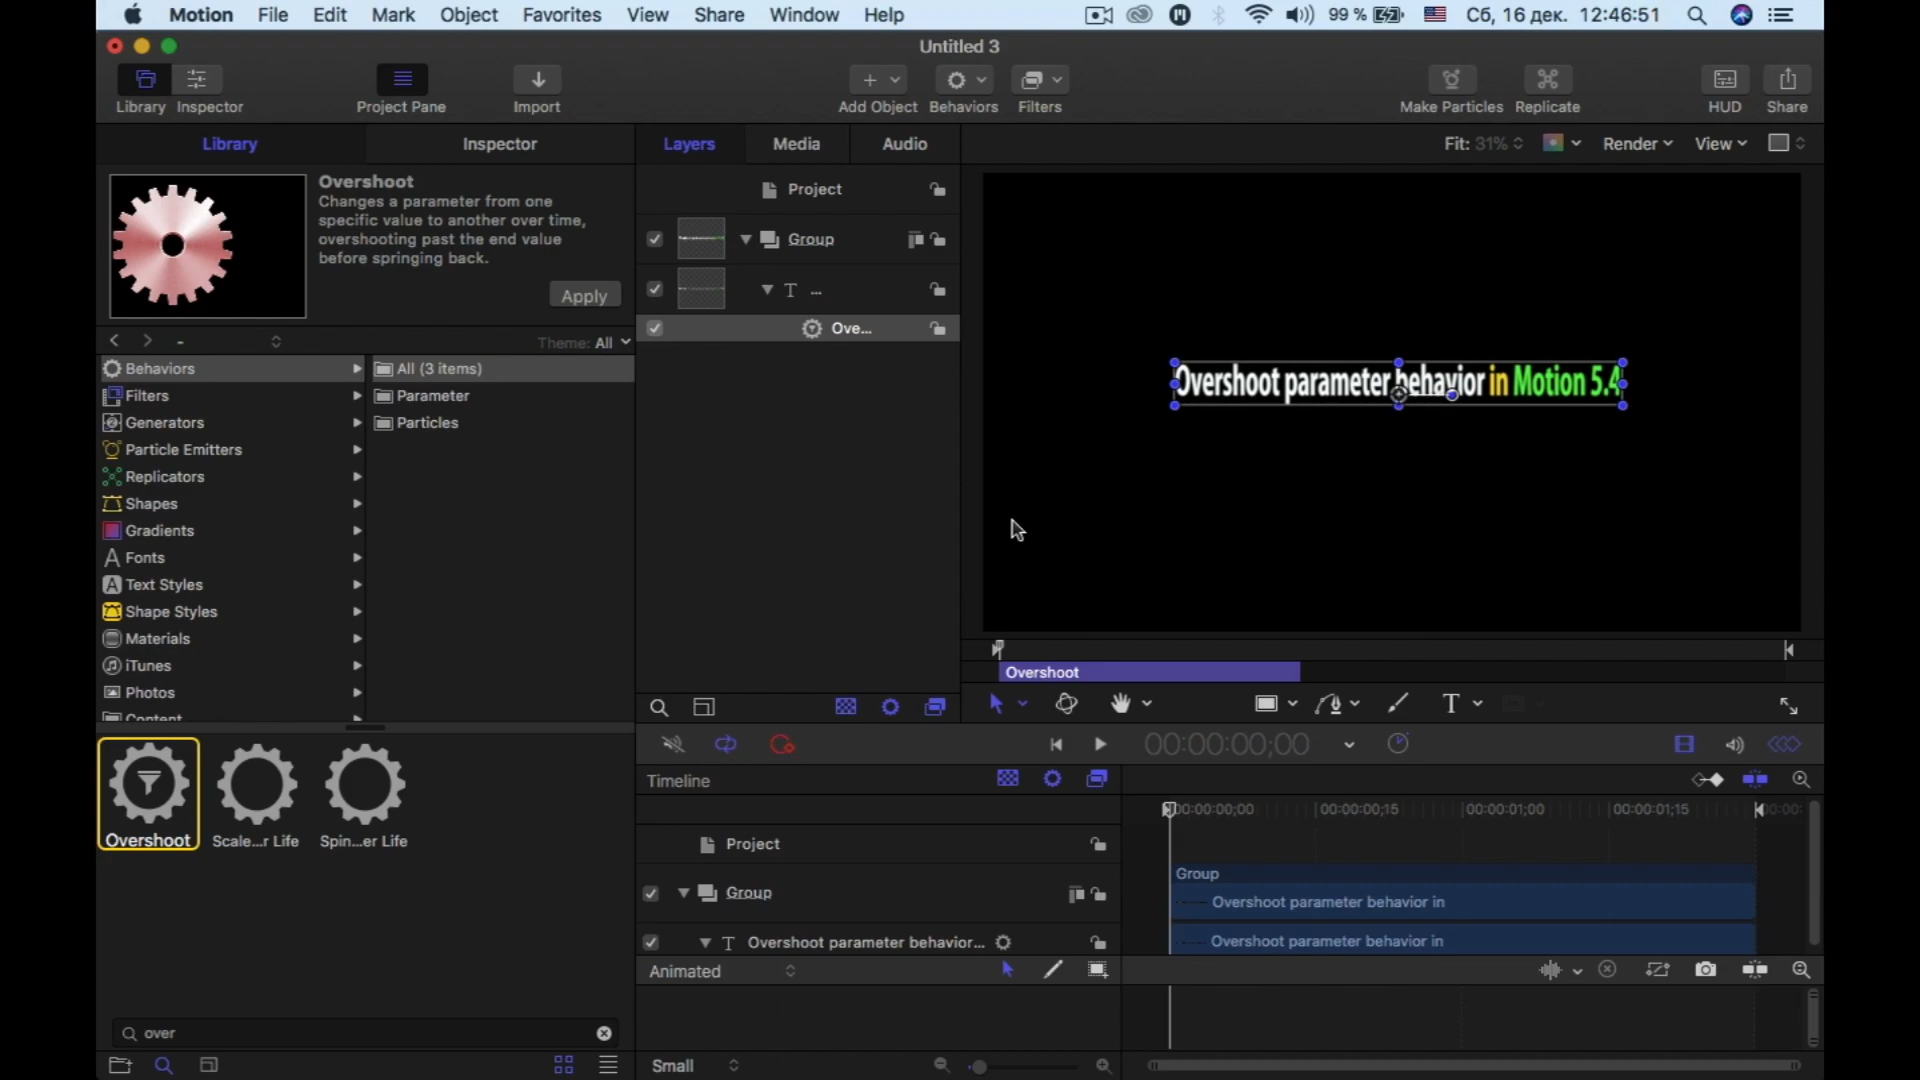 Motion File Edit Mark Object Favorites View Share Window Help 99 % Сб, 16 дек. 12:46:51
Untitled 3
Library Inspector Project Pane Import Add Object Behaviors Filters Make Particles Replicate HUD Share
Library Inspector Layers Media Audio Fit: 31% Render View
Overshoot
Changes a parameter from one
specific value to another over time,
overshooting past the end value
before springing back.
Apply
Theme: All
Behaviors
Filters
Generators
Particle Emitters
Replicators
Shapes
Gradients
Fonts
Text Styles
Shape Styles
Materials
iTunes
Photos
Content
All (3 items)
Parameter
Particles
Overshoot
Scale...r Life
Spin...er Life
over
Project
Group
T ...
Ove...
Overshoot parameter behavior in Motion 5.4
Overshoot
T
00:00:00;00
Timeline
00:00:00;00 00:00:00;15 00:00:01;00 00:00:01;15
Project
Group
Group
Overshoot parameter behavior in
T Overshoot parameter behavior...
Overshoot parameter behavior in
Animated
Small